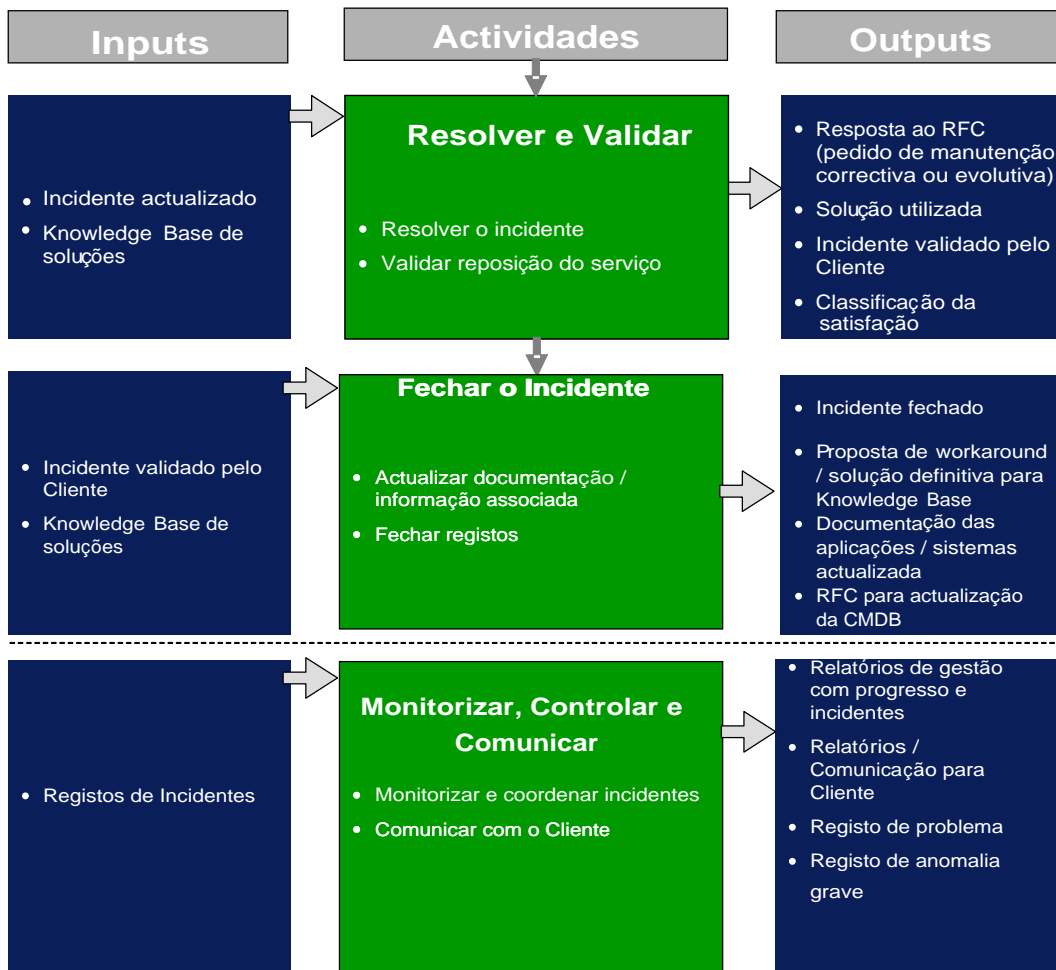 Inputs
Actividades
Outputs
• Incidente actualizado
• Knowledge Base de
soluções
Resolver e Validar
• Resolver o incidente
• Validar reposição do serviço
• Resposta ao RFC
(pedido de manutenção
correctiva ou evolutiva)
• Solução utilizada
• Incidente validado pelo
Cliente
• Classificação da
satisfação
• Incidente validado pelo
Cliente
• Knowledge Base de
soluções
Fechar o Incidente
• Actualizar documentação /
informação associada
• Fechar registos
• Incidente fechado
• Proposta de workaround
/ solução definitiva para
Knowledge Base
• Documentação das
aplicações / sistemas
actualizada
• RFC para actualização
da CMDB
• Registos de Incidentes
Monitorizar, Controlar e
Comunicar
• Monitorizar e coordenar incidentes
• Comunicar com o Cliente
• Relatórios de gestão
com progresso e
incidentes
• Relatórios /
Comunicação para
Cliente
• Registo de problema
• Registo de anomalia
grave